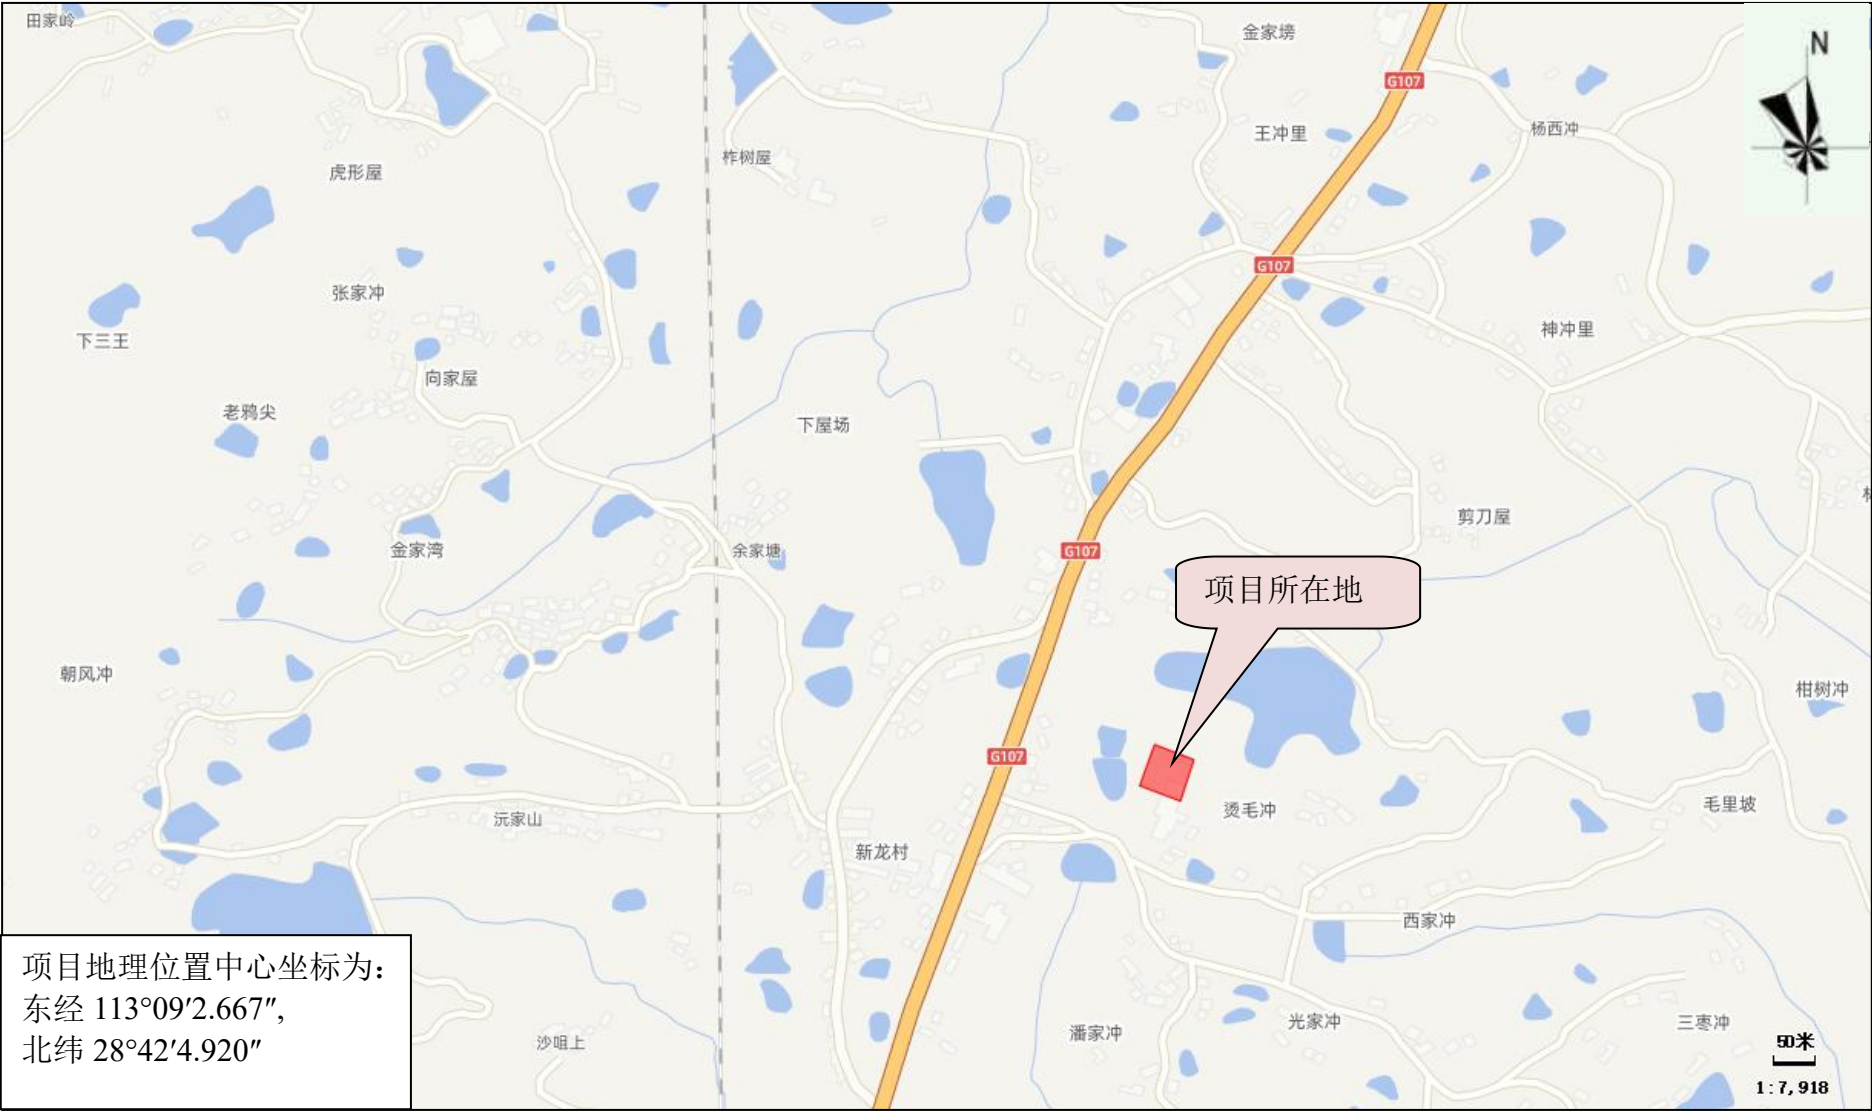 田家岭
金家塝
N
G107
王冲里
杨西冲
柞树屋
虎形屋
G107
张家冲
神冲里
下三王
向家屋
老鸦尖
下屋场
剪刀屋
金家湾
余家塘
G107
项目所在地
朝风冲
柑树冲
G107
烫毛冲
毛里坡
沅家山
新龙村
西家冲
项目地理位置中心坐标为:
东经 113°09′2.667″,
北纬 28°42′4.920″
沙咀上
潘家冲
光家冲
三枣冲
50米
1:7,918